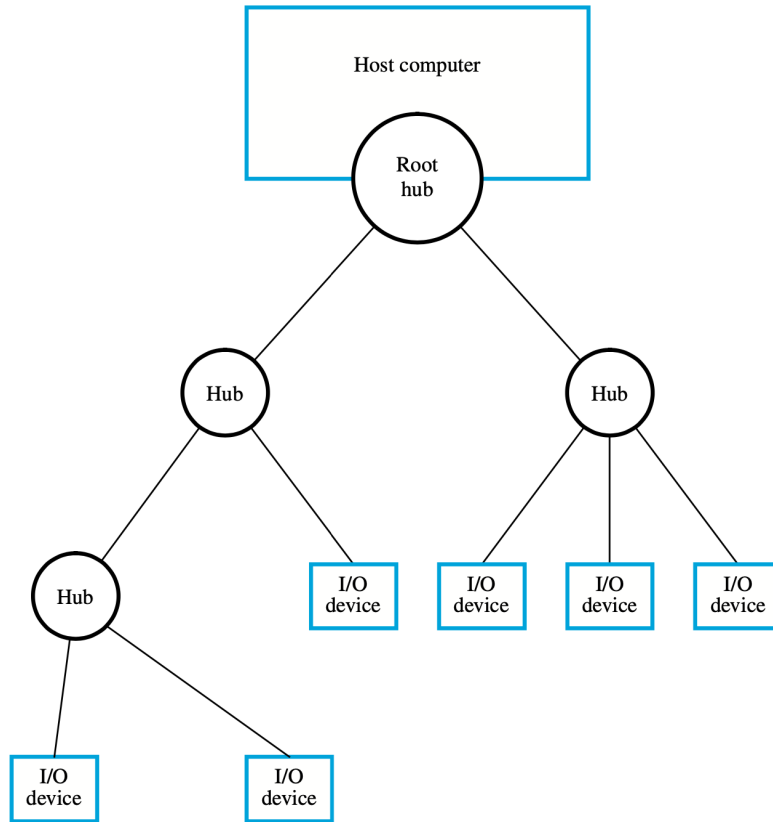 Host computer
Root
hub
Hub
Hub
Hub
I/O
device
I/O
device
I/O
device
I/O
device
I/O
device
I/O
device